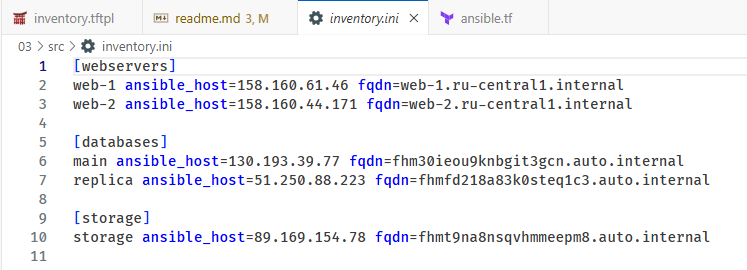 inventory.tftpl readme.md 3, M inventory.ini ansible.tf
03 > src > inventory.ini
1 [webservers]
2 web-1 ansible_host=158.160.61.46 fqdn=web-1.ru-central1.internal
3 web-2 ansible_host=158.160.44.171 fqdn=web-2.ru-central1.internal
4
5 [databases]
6 main ansible_host=130.193.39.77 fqdn=fhm30ieou9knbgit3gcn.auto.internal
7 replica ansible_host=51.250.88.223 fqdn=fhmfd218a83k0steq1c3.auto.internal
8
9 [storage]
10 storage ansible_host=89.169.154.78 fqdn=fhmt9na8nsqvhmmeepm8.auto.internal
11